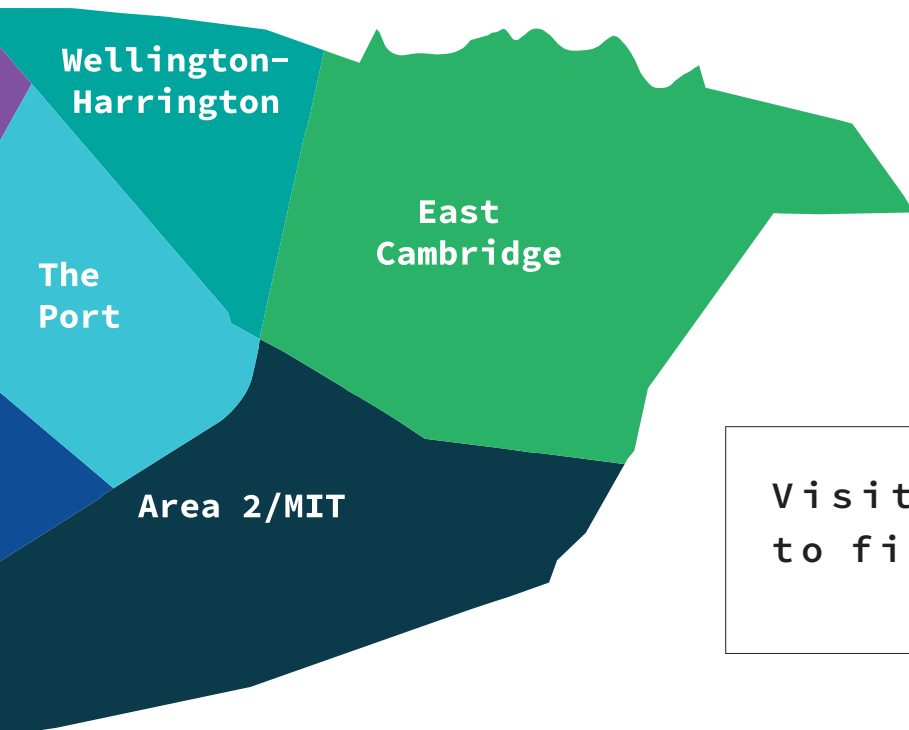 Wellington-
Harrington
East
Cambridge
The
Port
Area 2/MIT
Visit
to fi